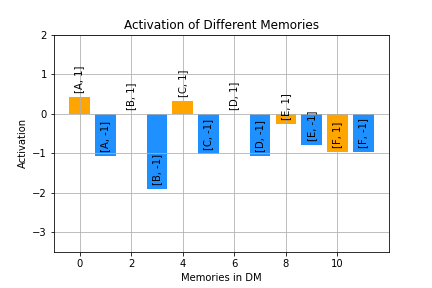 Activation of Different Memories
2
1
0
−1
−2
−3
Activation
[A, 1]
[A, -1]
[B, 1]
[B, -1]
[C, 1]
[C, -1]
[D, 1]
[D, -1]
[E, 1]
[E, -1]
[F, 1]
[F, -1]
0 2 4 6 8 10
Memories in DM